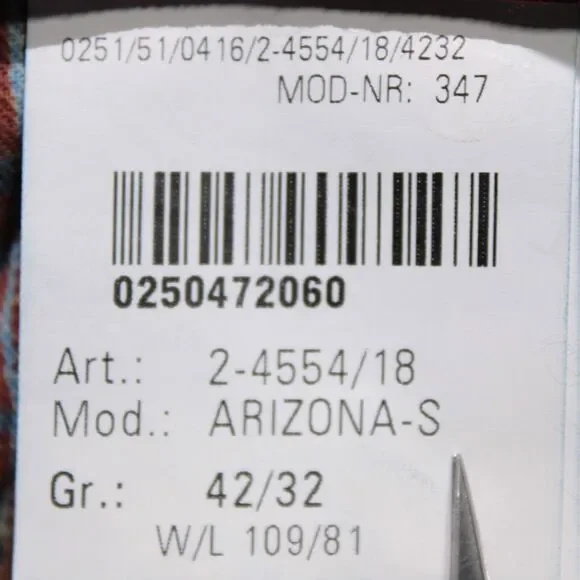 0251/51/0416/2-4554/18/4232
MOD-NR: 347
0250472060
Art.: 2-4554/18
Mod.: ARIZONA-S
Gr.: 42/32
W/L 109/81